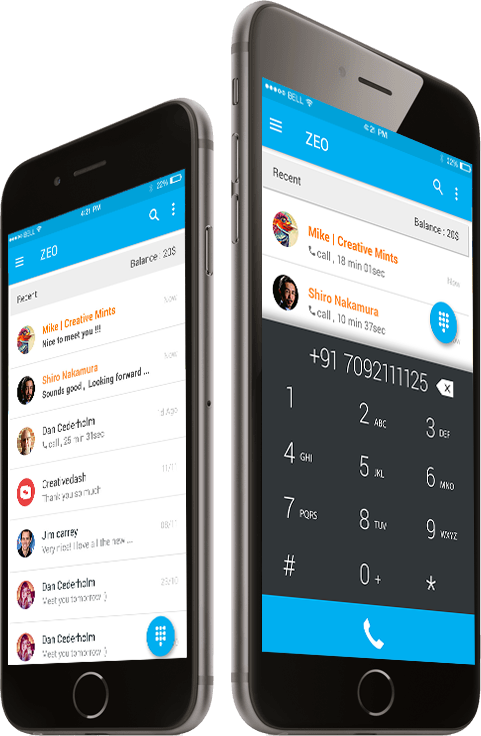 BELL
4:21 PM
22%
ZEO
Recent
Balance : 20$
Mike | Creative Mints
Nice to meet you !!!
Now
Shiro Nakamura
Sounds good , Looking forward ...
Now
Dan Cederholm
call , 25 min 31sec
1d Ago
Creativedash
Thank you so much
11/11
Jim carrey
Very nice! I love all the new ...
09/11
Dan Cederholm
Meet you tomorrow :)
29/10
Dan Cederholm
Meet you tomorrow :)
BELL
4:21 PM
22%
ZEO
Recent
Balance : 20$
Mike | Creative Mints
call , 18 min 01sec
Now
Shiro Nakamura
call , 10 min 37sec
+91 7092111125
1
2 ABC
3 DEF
4 GHI
5 JKL
6 MNO
7 PQRS
8 TUV
9 WXYZ
#
0 +
*